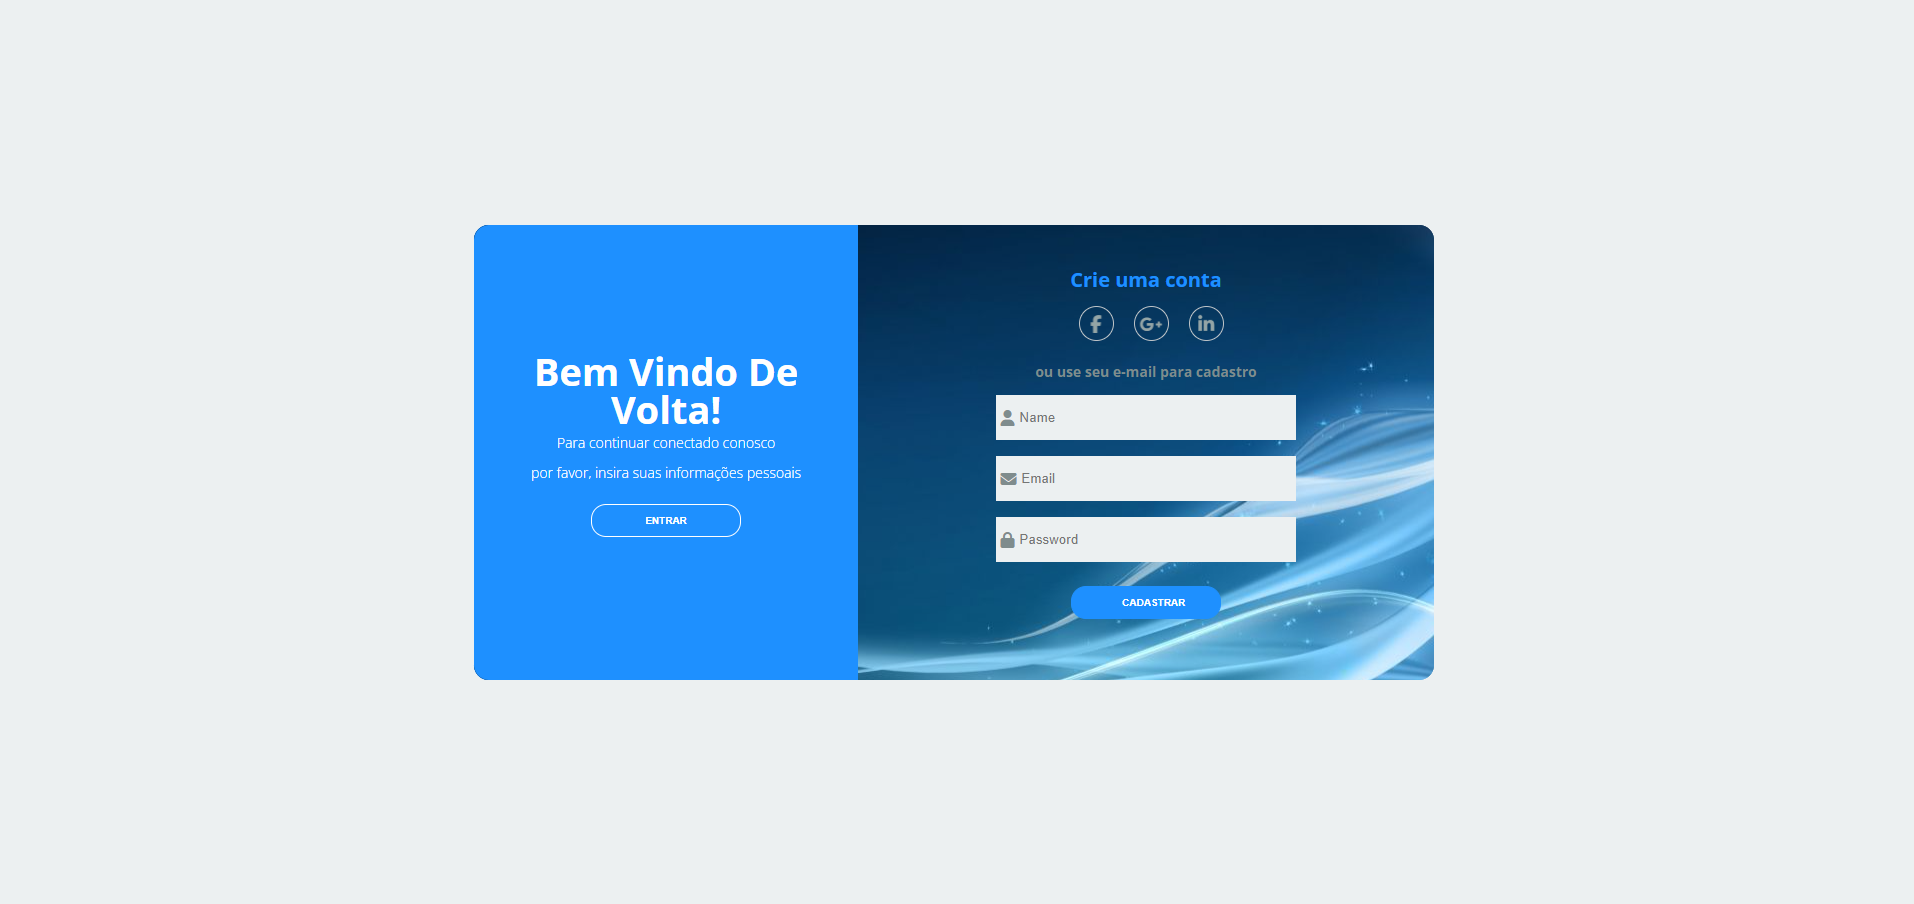 Bem Vindo De
Volta!
Para continuar conectado conosco
por favor, insira suas informações pessoais
ENTRAR
Crie uma conta
f G+ in
ou use seu e-mail para cadastro
Name
Email
Password
CADASTRAR